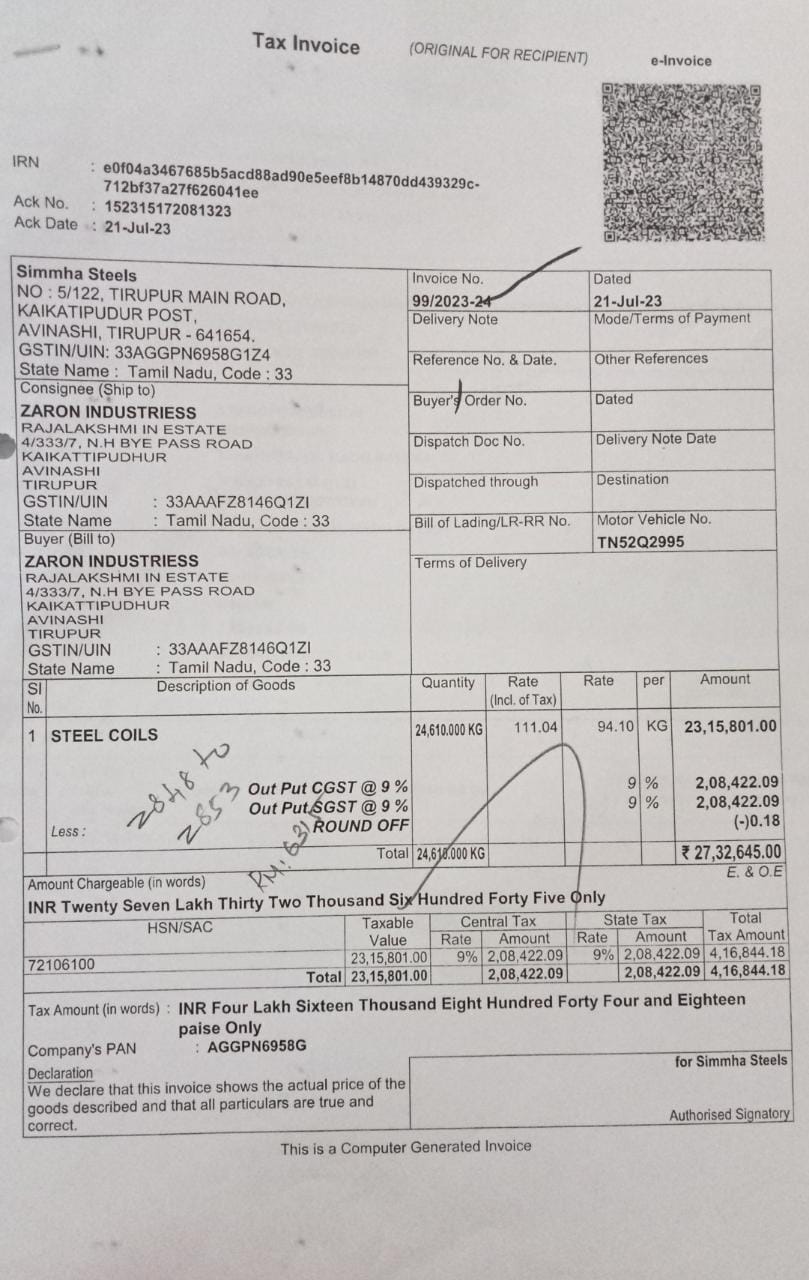 Tax Invoice
(ORIGINAL FOR RECIPIENT)
e-Invoice
IRN : e0f04a3467685b5acd88ad90e5eef8b14870dd439329c-
712bf37a27f626041ee
Ack No. : 152315172081323
Ack Date : 21-Jul-23
Simmha Steels
NO : 5/122, TIRUPUR MAIN ROAD,
KAIKATIPUDUR POST,
AVINASHI, TIRUPUR - 641654.
GSTIN/UIN: 33AGGPN6958G1Z4
State Name : Tamil Nadu, Code : 33
Invoice No.
99/2023-24
Dated
21-Jul-23
Delivery Note
Mode/Terms of Payment
Reference No. & Date.
Other References
Buyer's Order No.
Dated
Dispatch Doc No.
Delivery Note Date
Dispatched through
Destination
Bill of Lading/LR-RR No.
Motor Vehicle No.
TN52Q2995
Terms of Delivery
Consignee (Ship to)
ZARON INDUSTRIESS
RAJALAKSHMI IN ESTATE
4/333/7, N.H BYE PASS ROAD
KAIKATTIPUDHUR
AVINASHI
TIRUPUR
GSTIN/UIN : 33AAAFZ8146Q1ZI
State Name : Tamil Nadu, Code : 33
Buyer (Bill to)
ZARON INDUSTRIESS
RAJALAKSHMI IN ESTATE
4/333/7, N.H BYE PASS ROAD
KAIKATTIPUDHUR
AVINASHI
TIRUPUR
GSTIN/UIN : 33AAAFZ8146Q1ZI
State Name : Tamil Nadu, Code : 33
Sl No. Description of Goods Quantity Rate (Incl. of Tax) Rate per Amount
1 STEEL COILS 24,610.000 KG 111.04 94.10 KG 23,15,801.00
Out Put CGST @ 9 % 9 % 2,08,422.09
Out Put SGST @ 9 % 9 % 2,08,422.09
Less : ROUND OFF (-)0.18
Total 24,610.000 KG ₹ 27,32,645.00
Amount Chargeable (in words) E. & O.E
INR Twenty Seven Lakh Thirty Two Thousand Six Hundred Forty Five Only
HSN/SAC Taxable Value Central Tax Rate Amount State Tax Rate Amount Total Tax Amount
72106100 23,15,801.00 9% 2,08,422.09 9% 2,08,422.09 4,16,844.18
Total 23,15,801.00 2,08,422.09 2,08,422.09 4,16,844.18
Tax Amount (in words) : INR Four Lakh Sixteen Thousand Eight Hundred Forty Four and Eighteen
paise Only
Company's PAN : AGGPN6958G
Declaration
We declare that this invoice shows the actual price of the
goods described and that all particulars are true and
correct.
for Simmha Steels
Authorised Signatory
This is a Computer Generated Invoice